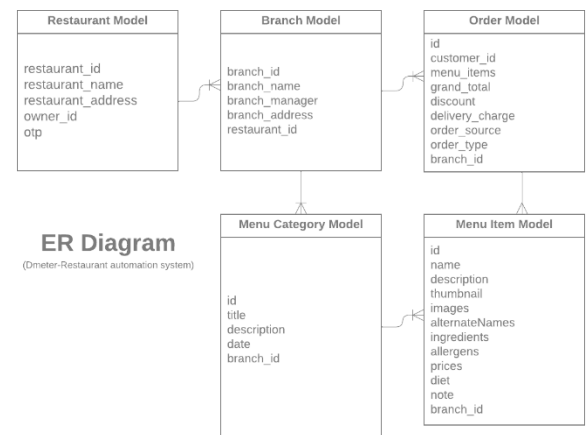 Restaurant Model
restaurant_id
restaurant_name
restaurant_address
owner_id
otp
Branch Model
branch_id
branch_name
branch_manager
branch_address
restaurant_id
Order Model
id
customer_id
menu_items
grand_total
discount
delivery_charge
order_source
order_type
branch_id
ER Diagram
(Dmeter-Restaurant automation system)
Menu Category Model
id
title
description
date
branch_id
Menu Item Model
id
name
description
thumbnail
images
alternateNames
ingredients
allergens
prices
diet
note
branch_id